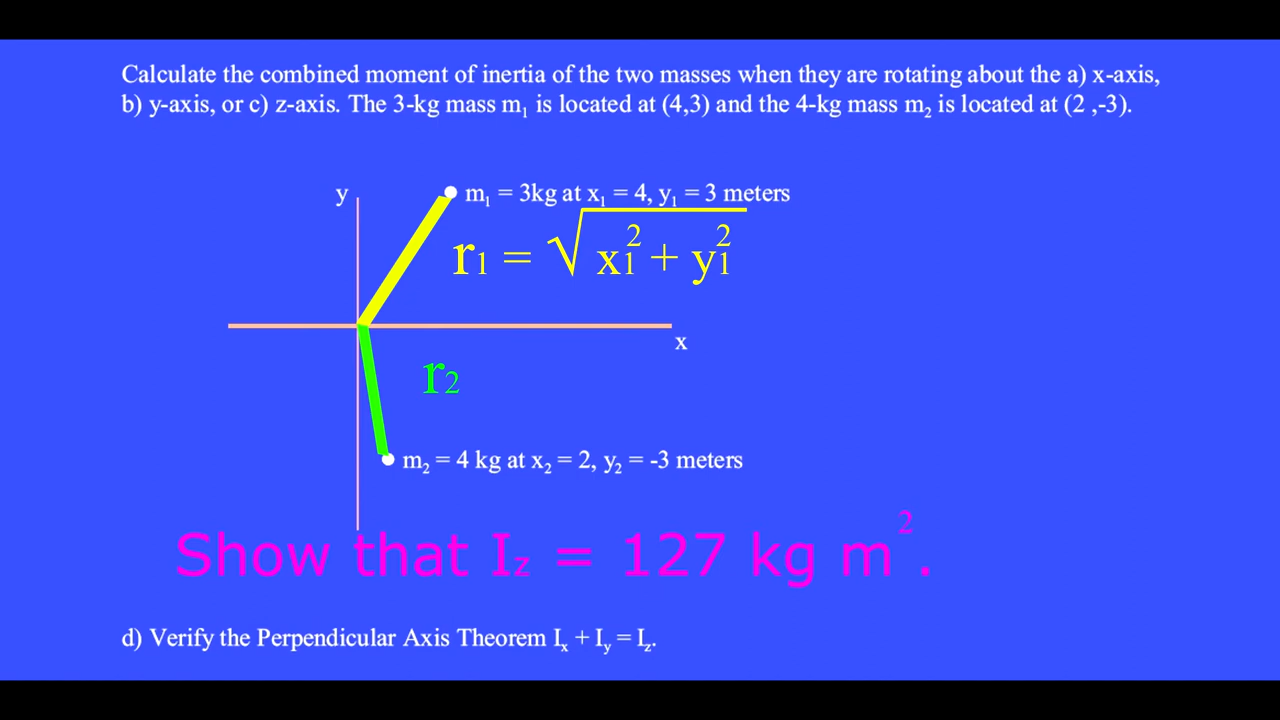 Calculate the combined moment of inertia of the two masses when they are rotating about the a) x-axis,
b) y-axis, or c) z-axis. The 3-kg mass m₁ is located at (4,3) and the 4-kg mass m₂ is located at (2 ,-3).
y
m₁ = 3kg at x₁ = 4, y₁ = 3 meters
r₁ = √x₁² + y₁²
x
r₂
m₂ = 4 kg at x₂ = 2, y₂ = -3 meters
Show that I_z = 127 kg m².
d) Verify the Perpendicular Axis Theorem Iₓ + I_y = I_z.